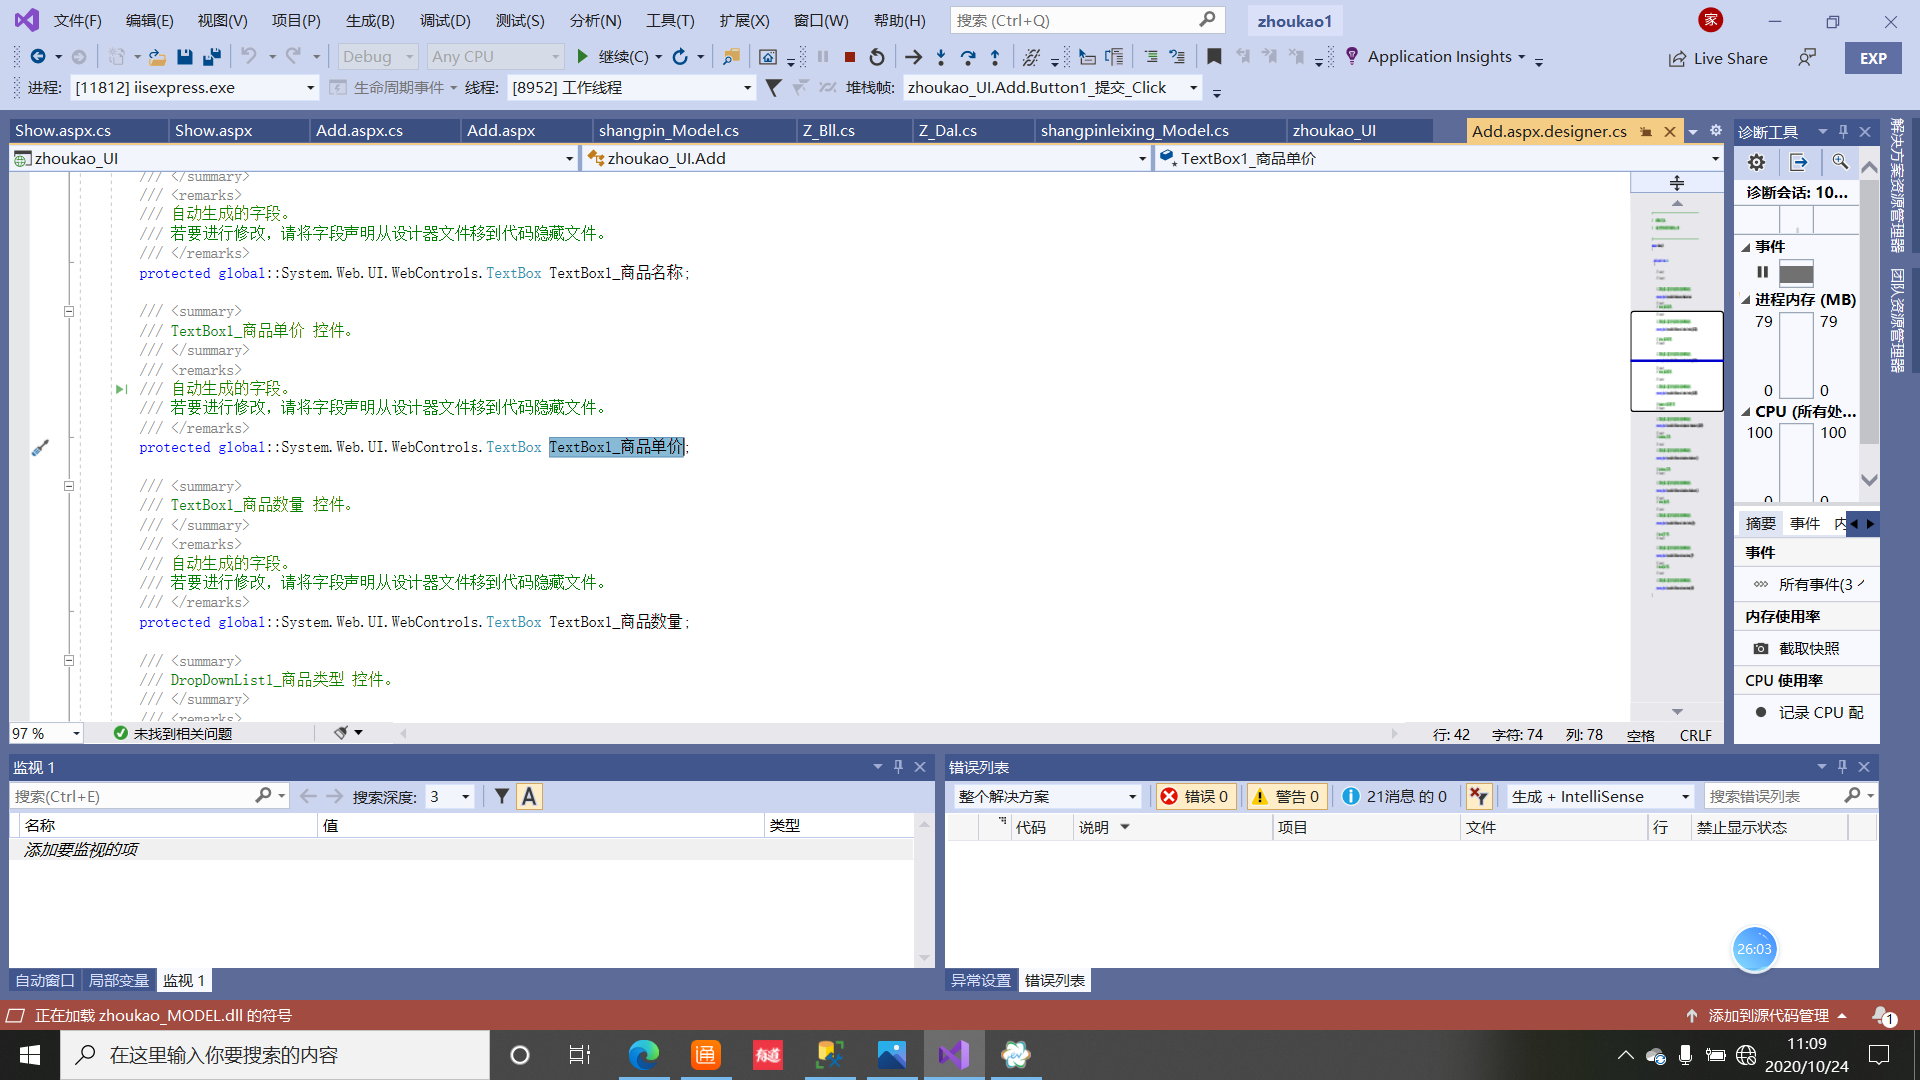 文件(F) 编辑(E) 视图(V) 项目(P) 生成(B) 调试(D) 测试(S) 分析(N) 工具(T) 扩展(X) 窗口(W) 帮助(H) 搜索 (Ctrl+Q) zhoukao1 家
Debug Any CPU 继续(C) Application Insights Live Share EXP
进程: [11812] iisexpress.exe 生命周期事件 线程: [8952] 工作线程 堆栈帧: zhoukao_UI.Add.Button1_提交_Click
Show.aspx.cs Show.aspx Add.aspx.cs Add.aspx shangpin_Model.cs Z_Bll.cs Z_Dal.cs shangpinleixing_Model.cs zhoukao_UI Add.aspx.designer.cs
zhoukao_UI zhoukao_UI.Add TextBox1_商品单价
/// </summary>
/// <remarks>
/// 自动生成的字段。
/// 若要进行修改，请将字段声明从设计器文件移到代码隐藏文件。
/// </remarks>
protected global::System.Web.UI.WebControls.TextBox TextBox1_商品名称;
/// <summary>
/// TextBox1_商品单价 控件。
/// </summary>
/// <remarks>
/// 自动生成的字段。
/// 若要进行修改，请将字段声明从设计器文件移到代码隐藏文件。
/// </remarks>
protected global::System.Web.UI.WebControls.TextBox TextBox1_商品单价;
/// <summary>
/// TextBox1_商品数量 控件。
/// </summary>
/// <remarks>
/// 自动生成的字段。
/// 若要进行修改，请将字段声明从设计器文件移到代码隐藏文件。
/// </remarks>
protected global::System.Web.UI.WebControls.TextBox TextBox1_商品数量;
/// <summary>
/// DropDownList1_商品类型 控件。
/// </summary>
/// <remarks>
97 % 未找到相关问题 行: 42 字符: 74 列: 78 空格 CRLF
诊断工具
诊断会话: 10...
事件
进程内存 (MB)
79 79
0 0
CPU (所有处...
100 100
0 0
摘要 事件 内
事件
所有事件(3
内存使用率
截取快照
CPU 使用率
记录 CPU 配
解决方案资源管理器
团队资源管理器
监视 1
搜索(Ctrl+E) 搜索深度: 3 A
名称 值 类型
添加要监视的项
自动窗口 局部变量 监视 1
错误列表
整个解决方案 错误 0 警告 0 21消息 的 0 生成 + IntelliSense 搜索错误列表
代码 说明 项目 文件 行 禁止显示状态
26:03
异常设置 错误列表
正在加载 zhoukao_MODEL.dll 的符号 添加到源代码管理 1
在这里输入你要搜索的内容 通 有道
11:09
2020/10/24